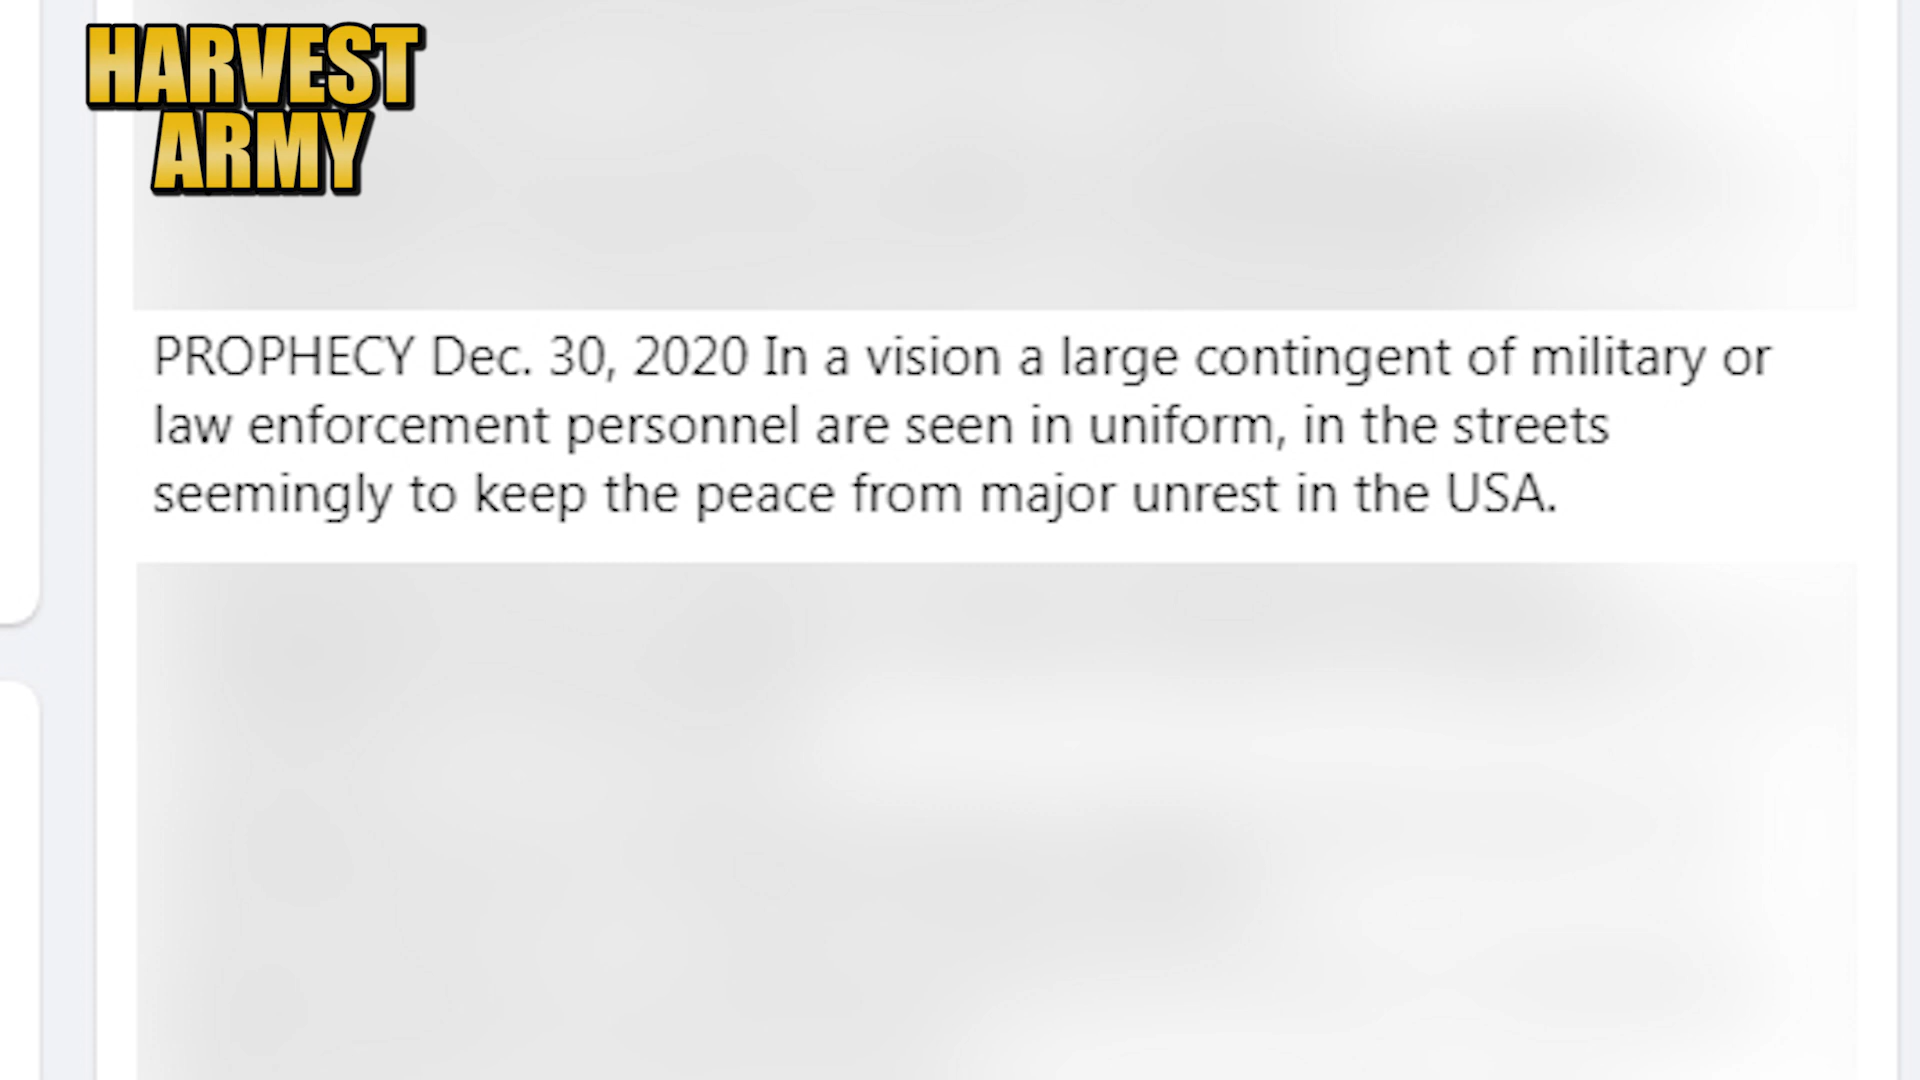 HARVEST
ARMY
PROPHECY Dec. 30, 2020 In a vision a large contingent of military or
law enforcement personnel are seen in uniform, in the streets
seemingly to keep the peace from major unrest in the USA.